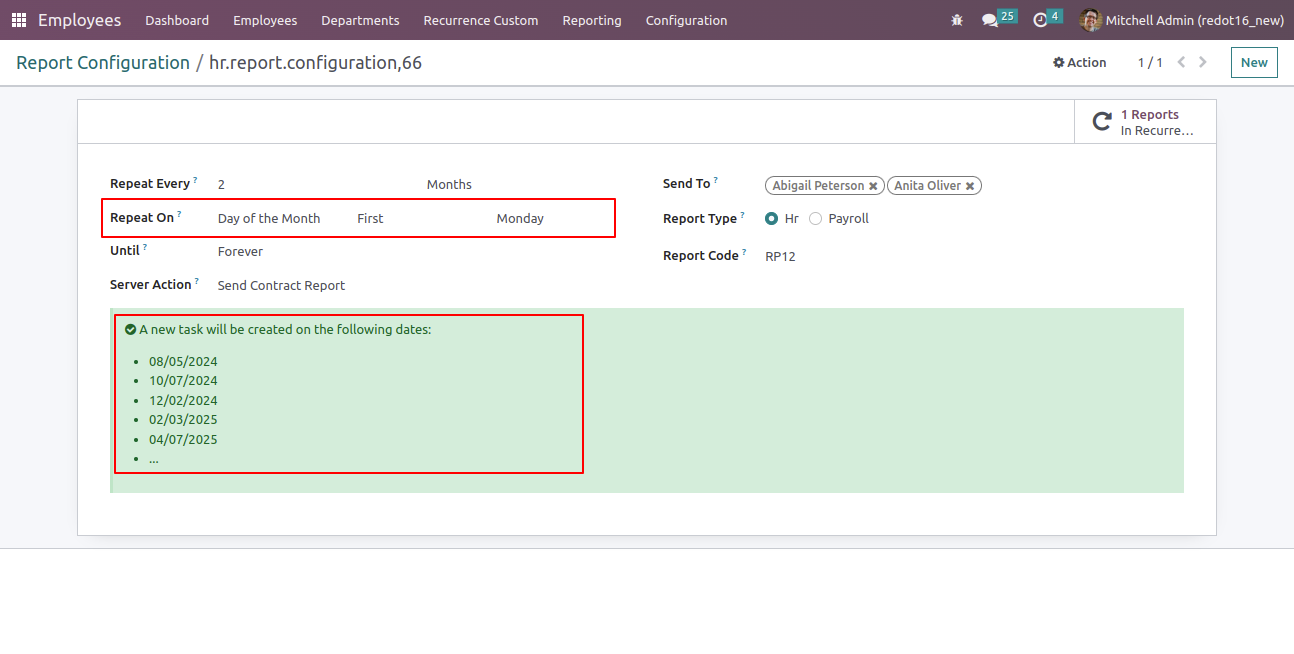 Employees Dashboard Employees Departments Recurrence Custom Reporting Configuration 25 4 Mitchell Admin (redot16_new)
Report Configuration / hr.report.configuration,66 Action 1 / 1 New
1 Reports
In Recurre...
Repeat Every ? 2 Months
Repeat On ? Day of the Month First Monday
Until ? Forever
Server Action ? Send Contract Report
Send To ? Abigail Peterson ✖ Anita Oliver ✖
Report Type ? Hr Payroll
Report Code ? RP12
A new task will be created on the following dates:
• 08/05/2024
• 10/07/2024
• 12/02/2024
• 02/03/2025
• 04/07/2025
• ...